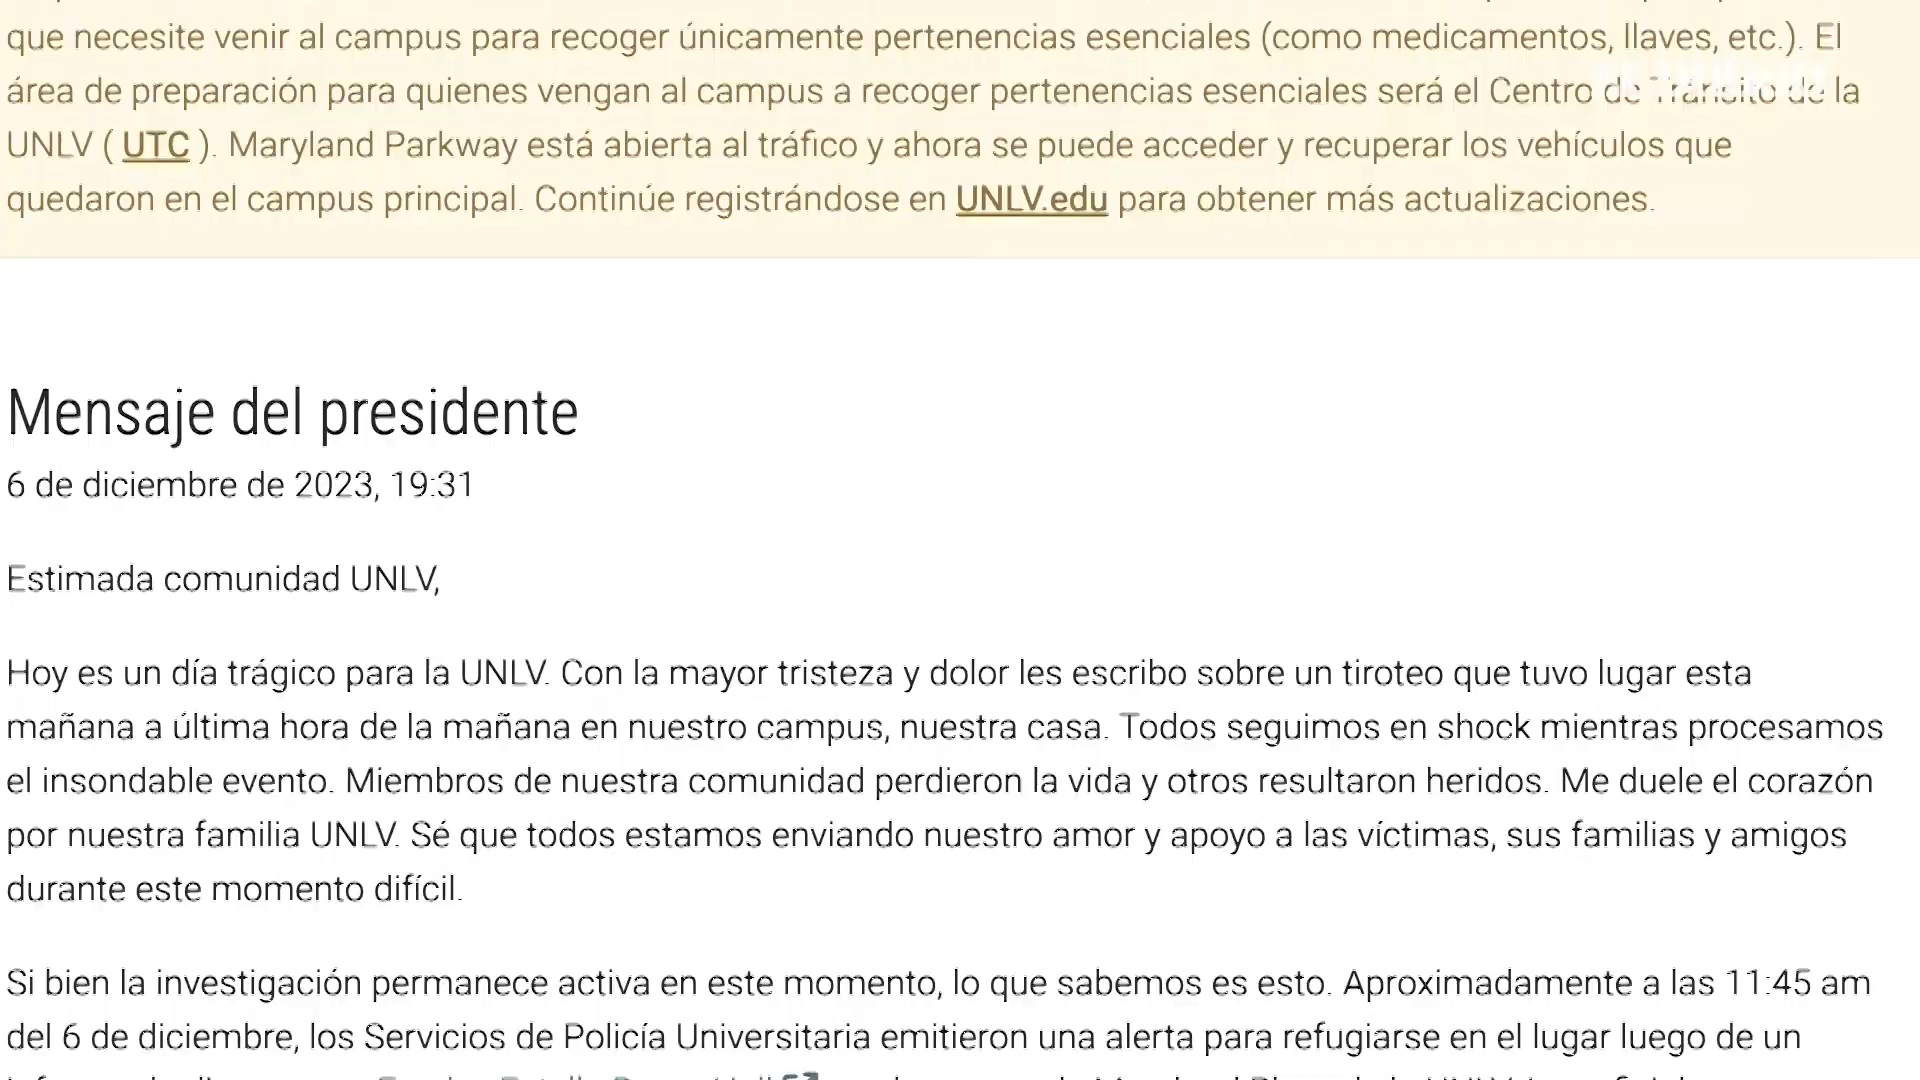 que necesite venir al campus para recoger únicamente pertenencias esenciales (como medicamentos, llaves, etc.). El
área de preparación para quienes vengan al campus a recoger pertenencias esenciales será el Centro de Tránsito de la
UNLV ( UTC ). Maryland Parkway está abierta al tráfico y ahora se puede acceder y recuperar los vehículos que
quedaron en el campus principal. Continúe registrándose en UNLV.edu para obtener más actualizaciones.
Mensaje del presidente
6 de diciembre de 2023, 19:31
Estimada comunidad UNLV,
Hoy es un día trágico para la UNLV. Con la mayor tristeza y dolor les escribo sobre un tiroteo que tuvo lugar esta
mañana a última hora de la mañana en nuestro campus, nuestra casa. Todos seguimos en shock mientras procesamos
el insondable evento. Miembros de nuestra comunidad perdieron la vida y otros resultaron heridos. Me duele el corazón
por nuestra familia UNLV. Sé que todos estamos enviando nuestro amor y apoyo a las víctimas, sus familias y amigos
durante este momento difícil.
Si bien la investigación permanece activa en este momento, lo que sabemos es esto. Aproximadamente a las 11:45 am
del 6 de diciembre, los Servicios de Policía Universitaria emitieron una alerta para refugiarse en el lugar luego de un